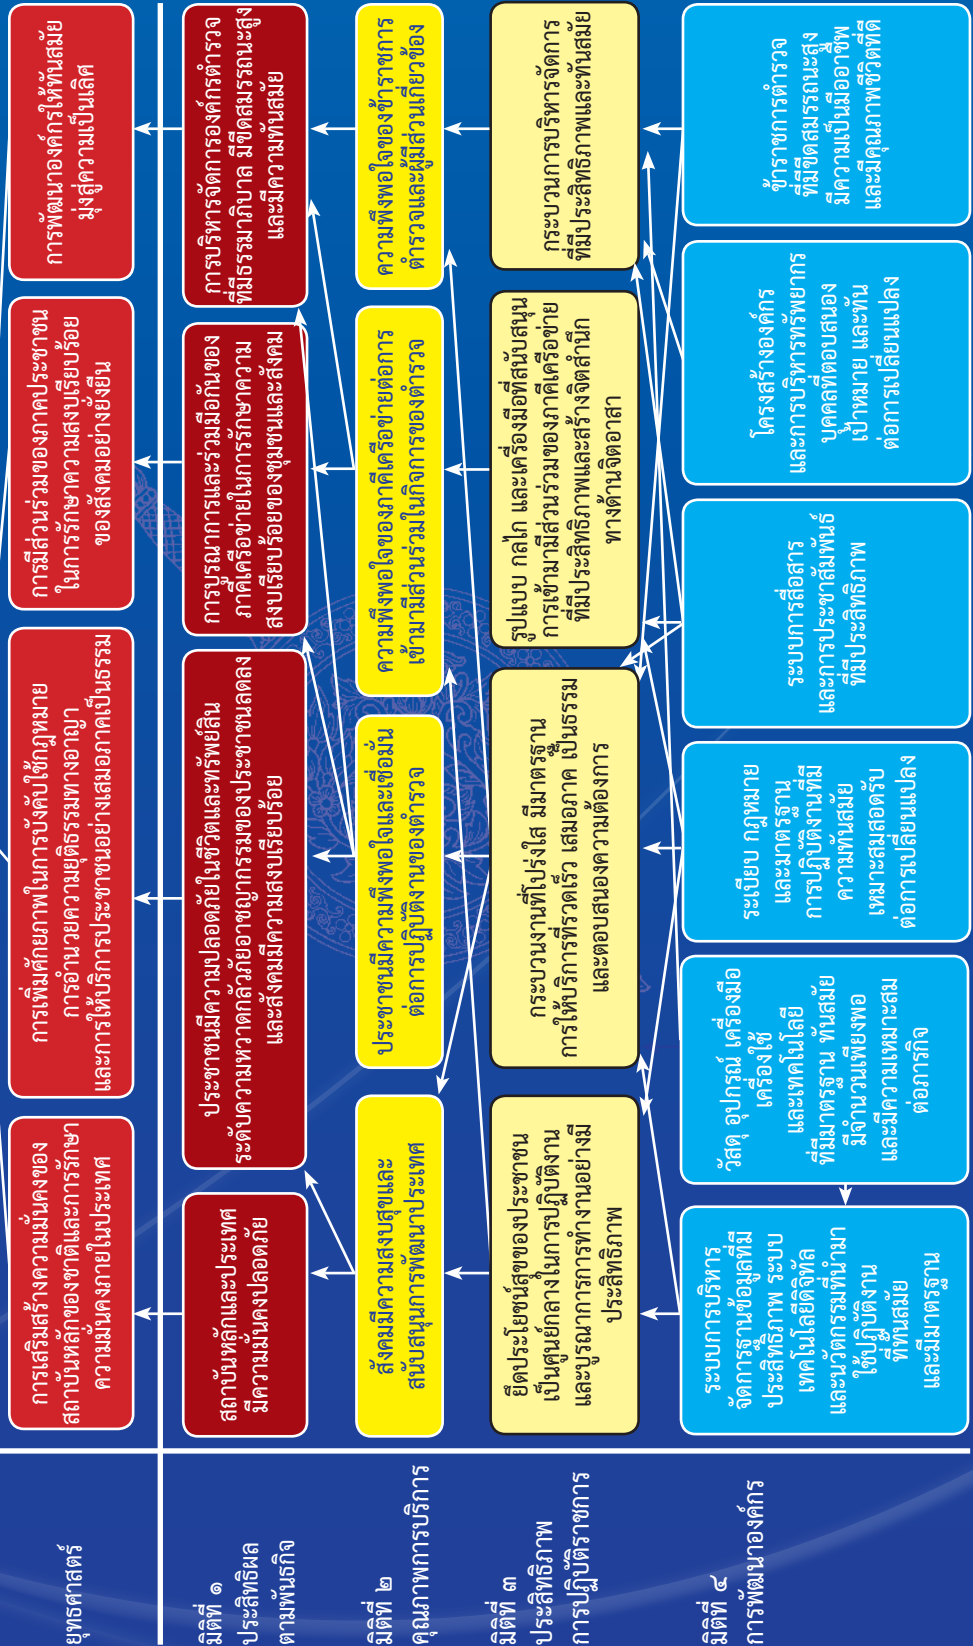 ยุทธศาสตร์
การเสริมสร้างความมั่นคงของ
สถาบันหลักของชาติและการรักษา
ความมั่นคงภายในประเทศ
การเพิ่มศักยภาพในการบังคับใช้กฎหมาย
การอำนวยความยุติธรรมทางอาญา
และการให้บริการประชาชนอย่างเสมอภาคเป็นธรรม
การมีส่วนร่วมของภาคประชาชน
ในการรักษาความสงบเรียบร้อย
ของสังคมอย่างยั่งยืน
การพัฒนาองค์กรให้ทันสมัย
มุ่งสู่ความเป็นเลิศ
มิติที่ ๑
ประสิทธิผล
ตามพันธกิจ
สถาบันหลักและประเทศ
มีความมั่นคงปลอดภัย
ประชาชนมีความปลอดภัยในชีวิตและทรัพย์สิน
ระดับความหวาดกลัวภัยอาชญากรรมของประชาชนลดลง
และสังคมมีความสงบเรียบร้อย
การบูรณาการและร่วมมือกันของ
ภาคีเครือข่ายในการรักษาความ
สงบเรียบร้อยของชุมชนและสังคม
การบริหารจัดการองค์กรตำรวจ
ที่มีธรรมาภิบาล มีขีดสมรรถนะสูง
และมีความทันสมัย
มิติที่ ๒
คุณภาพการบริการ
สังคมมีความสงบสุขและ
สนับสนุนการพัฒนาประเทศ
ประชาชนมีความพึงพอใจและเชื่อมั่น
ต่อการปฏิบัติงานของตำรวจ
ความพึงพอใจของภาคีเครือข่ายต่อการ
เข้ามามีส่วนร่วมในกิจการของตำรวจ
ความพึงพอใจของข้าราชการ
ตำรวจและผู้มีส่วนเกี่ยวข้อง
มิติที่ ๓
ประสิทธิภาพ
การปฏิบัติราชการ
ยึดประโยชน์สุขของประชาชน
เป็นศูนย์กลางในการปฏิบัติงาน
และบูรณาการการทำงานอย่างมี
ประสิทธิภาพ
กระบวนงานที่โปร่งใส มีมาตรฐาน
การให้บริการที่รวดเร็ว เสมอภาค เป็นธรรม
และตอบสนองความต้องการ
รูปแบบ กลไก และเครื่องมือที่สนับสนุน
การเข้ามามีส่วนร่วมของภาคีเครือข่าย
ที่มีประสิทธิภาพและสร้างจิตสำนึก
ทางด้านจิตอาสา
กระบวนการบริหารจัดการ
ที่มีประสิทธิภาพและทันสมัย
มิติที่ ๔
การพัฒนาองค์กร
ระบบการบริหาร
จัดการฐานข้อมูลที่มี
ประสิทธิภาพ ระบบ
เทคโนโลยีดิจิทัล
และนวัตกรรมที่นำมา
ใช้ปฏิบัติงาน
ที่ทันสมัย
และมีมาตรฐาน
วัสดุ อุปกรณ์ เครื่องมือ
เครื่องใช้
และเทคโนโลยี
ที่มีมาตรฐาน ทันสมัย
มีจำนวนเพียงพอ
และมีความเหมาะสม
ต่อภารกิจ
ระเบียบ กฎหมาย
และมาตรฐาน
การปฏิบัติงานที่มี
ความทันสมัย
เหมาะสมสอดรับ
ต่อการเปลี่ยนแปลง
ระบบการสื่อสาร
และการประชาสัมพันธ์
ที่มีประสิทธิภาพ
โครงสร้างองค์กร
และการบริหารทรัพยากร
บุคคลที่ตอบสนอง
เป้าหมาย และทัน
ต่อการเปลี่ยนแปลง
ข้าราชการตำรวจ
ที่มีขีดสมรรถนะสูง
มีความเป็นมืออาชีพ
และมีคุณภาพชีวิตที่ดี